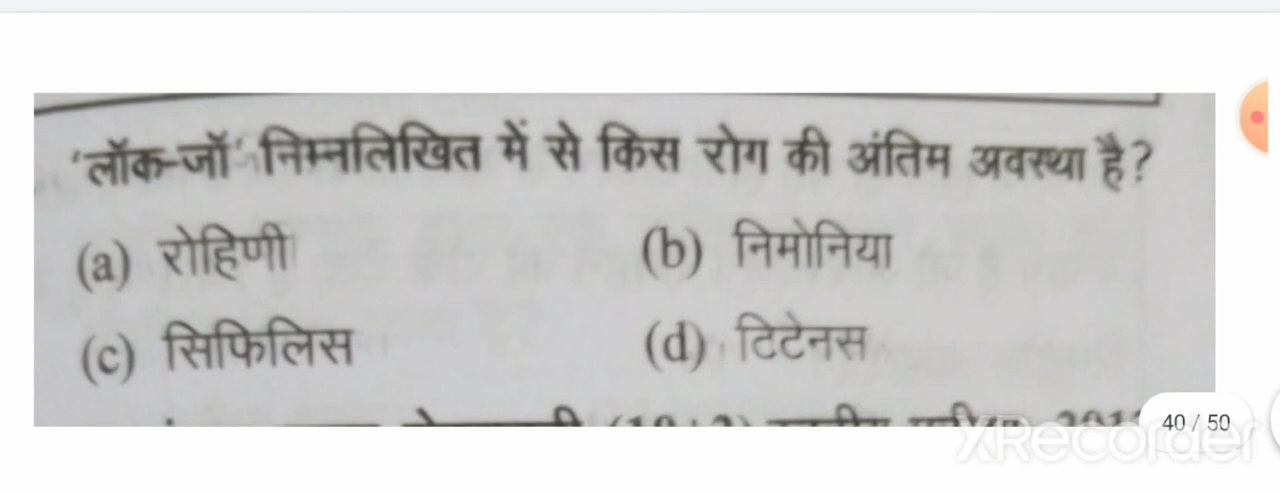 'लॉक-जॉ' निम्नलिखित में से किस रोग की अंतिम अवस्था है?
(a) रोहिणी
(b) निमोनिया
(c) सिफिलिस
(d) टिटेनस
40 / 50
XRecorder